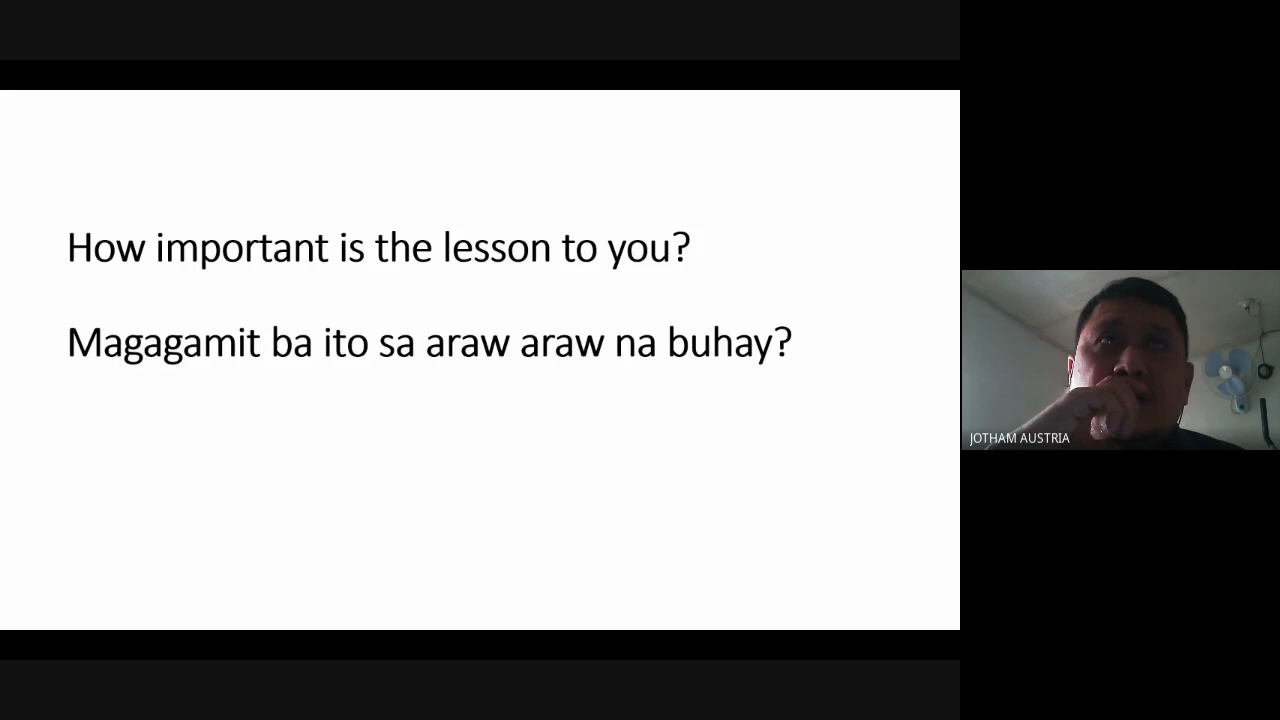 How important is the lesson to you?
Magagamit ba ito sa araw araw na buhay?
JOTHAM AUSTRIA